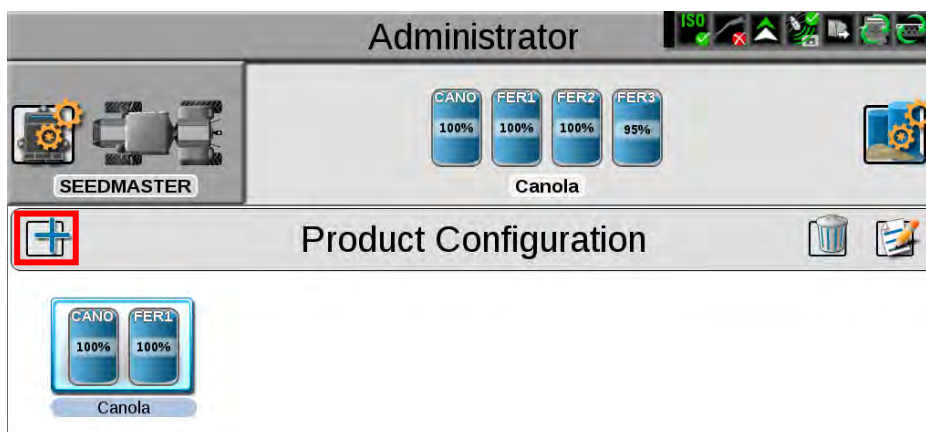 Administrator
ISO
CANO FER1 FER2 FER3
100% 100% 100% 95%
SEEDMASTER
Canola
Product Configuration
CANO FER1
100% 100%
Canola